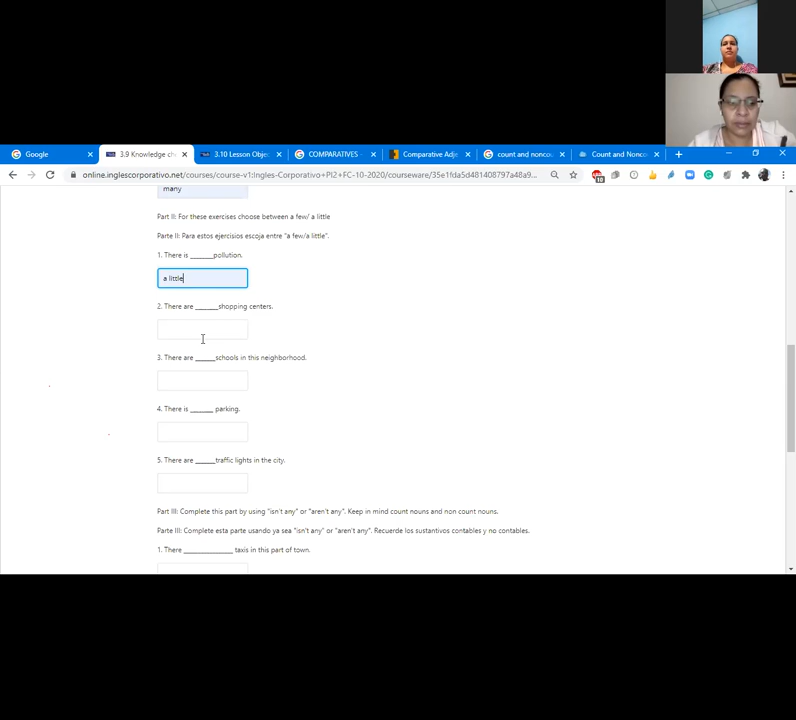 Google
3.9 Knowledge ch
3.10 Lesson Obje
COMPARATIVES -
Comparative Adje
count and nonco
Count and Nonco
online.inglescorporativo.net/courses/course-v1:Ingles-Corporativo+PI2+FC-10-2020/courseware/35e1fda5d481408797a48a9...
many
Part II: For these exercises choose between a few/ a little
Parte II: Para estos ejercisios escoja entre "a few/a little".
1. There is ______pollution.
a little
2. There are ______shopping centers.
3. There are _____schools in this neighborhood.
4. There is ______ parking.
5. There are _____traffic lights in the city.
Part III: Complete this part by using "isn't any" or "aren't any". Keep in mind count nouns and non count nouns.
Parte III: Complete esta parte usando ya sea "isn't any" or "aren't any". Recuerde los sustantivos contables y no contables.
1. There _____________ taxis in this part of town.